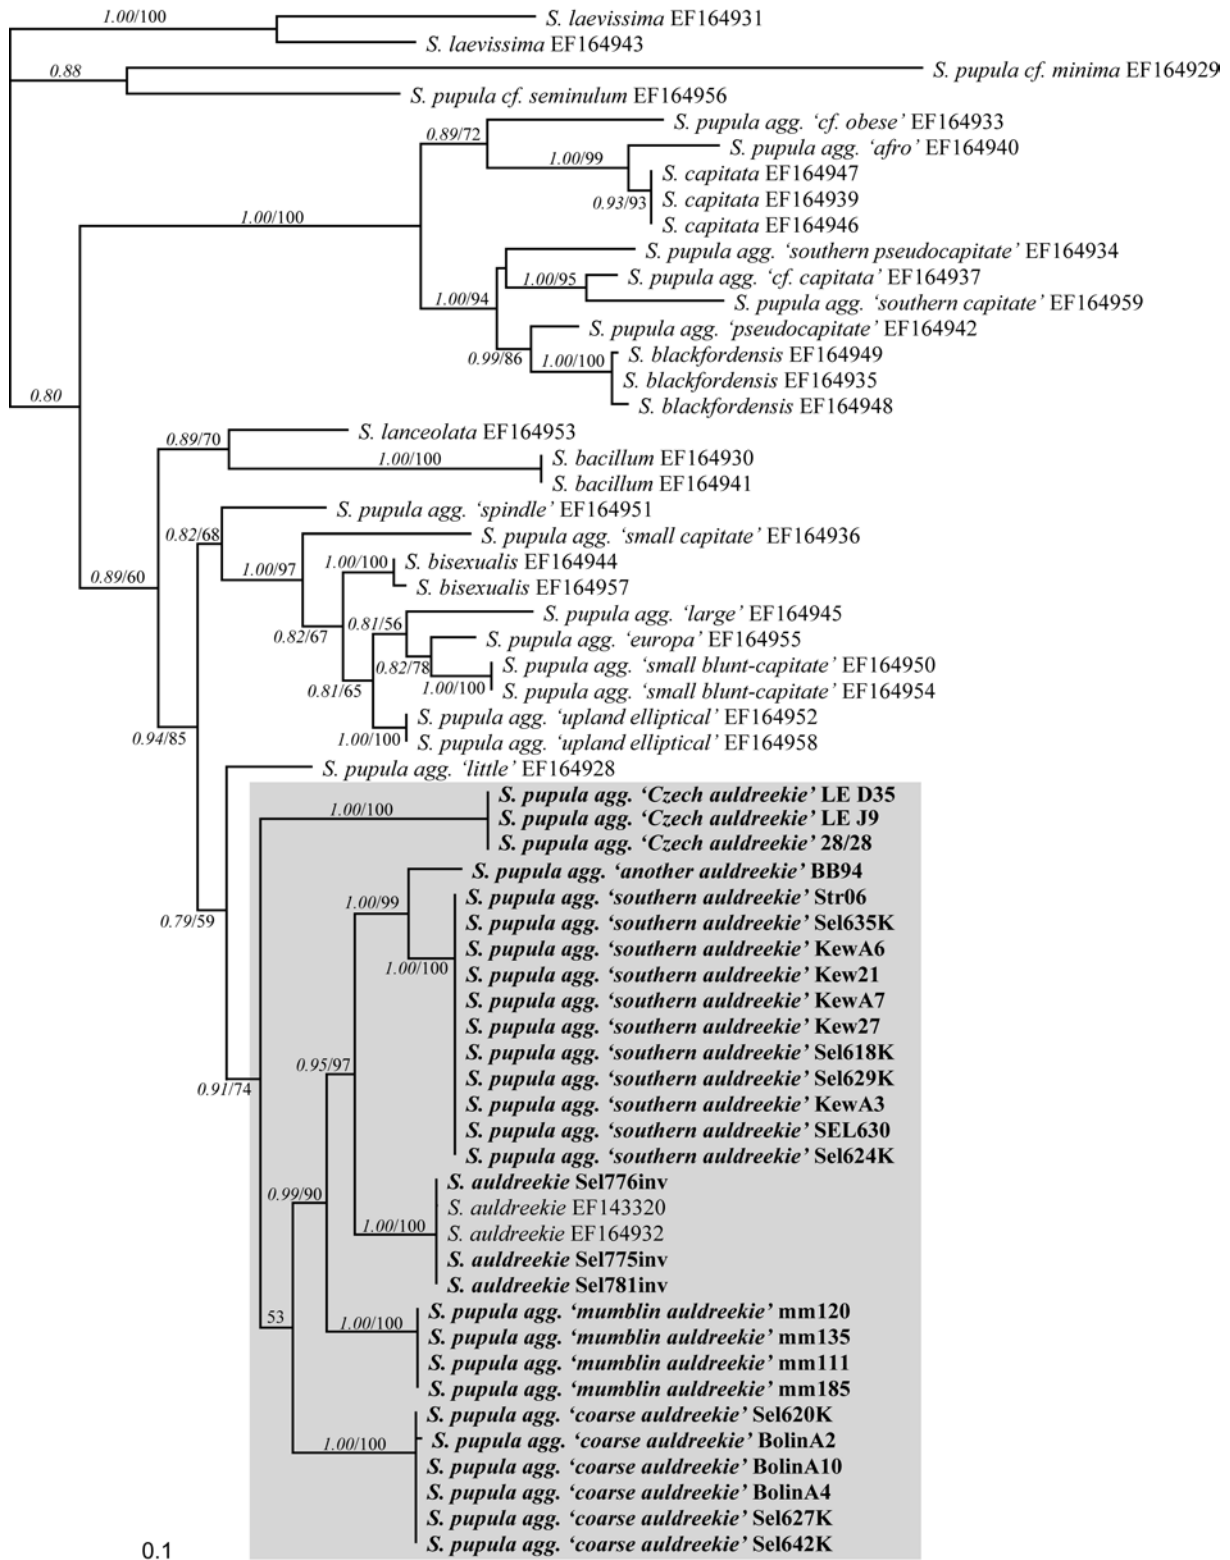 1.00/100
S. laevissima EF164931
S. laevissima EF164943
0.88
S. pupula cf. minima EF164929
S. pupula cf. seminulum EF164956
S. pupula agg. ‘cf. obese’ EF164933
0.89/72
S. pupula agg. ‘afro’ EF164940
1.00/99
S. capitata EF164947
S. capitata EF164939
0.93/93
S. capitata EF164946
1.00/100
S. pupula agg. ‘southern pseudocapitate’ EF164934
S. pupula agg. ‘cf. capitata’ EF164937
1.00/95
1.00/94
S. pupula agg. ‘southern capitate’ EF164959
S. pupula agg. ‘pseudocapitate’ EF164942
0.99/86
1.00/100
S. blackfordensis EF164949
S. blackfordensis EF164935
S. blackfordensis EF164948
0.80
S. lanceolata EF164953
0.89/70
1.00/100
S. bacillum EF164930
S. bacillum EF164941
S. pupula agg. ‘spindle’ EF164951
0.82/68
S. pupula agg. ‘small capitate’ EF164936
1.00/100
S. bisexualis EF164944
1.00/97
0.89/60
S. bisexualis EF164957
S. pupula agg. ‘large’ EF164945
0.81/56
0.82/67
S. pupula agg. ‘europa’ EF164955
0.82/78
S. pupula agg. ‘small blunt-capitate’ EF164950
1.00/100
S. pupula agg. ‘small blunt-capitate’ EF164954
0.81/65
S. pupula agg. ‘upland elliptical’ EF164952
0.94/85
1.00/100
S. pupula agg. ‘upland elliptical’ EF164958
S. pupula agg. ‘little’ EF164928
S. pupula agg. ‘Czech auldreekie’ LE D35
1.00/100
S. pupula agg. ‘Czech auldreekie’ LE J9
S. pupula agg. ‘Czech auldreekie’ 28/28
S. pupula agg. ‘another auldreekie’ BB94
1.00/99
S. pupula agg. ‘southern auldreekie’ Str06
0.79/59
S. pupula agg. ‘southern auldreekie’ Sel635K
S. pupula agg. ‘southern auldreekie’ KewA6
1.00/100
S. pupula agg. ‘southern auldreekie’ Kew21
S. pupula agg. ‘southern auldreekie’ KewA7
S. pupula agg. ‘southern auldreekie’ Kew27
S. pupula agg. ‘southern auldreekie’ Sel618K
0.95/97
S. pupula agg. ‘southern auldreekie’ Sel629K
0.91/74
S. pupula agg. ‘southern auldreekie’ KewA3
S. pupula agg. ‘southern auldreekie’ SEL630
S. pupula agg. ‘southern auldreekie’ Sel624K
S. auldreekie Sel776inv
0.99/90
S. auldreekie EF143320
1.00/100
S. auldreekie EF164932
S. auldreekie Sel775inv
S. auldreekie Sel781inv
S. pupula agg. ‘mumblin auldreekie’ mm120
53
1.00/100
S. pupula agg. ‘mumblin auldreekie’ mm135
S. pupula agg. ‘mumblin auldreekie’ mm111
S. pupula agg. ‘mumblin auldreekie’ mm185
S. pupula agg. ‘coarse auldreekie’ Sel620K
1.00/100
S. pupula agg. ‘coarse auldreekie’ BolinA2
S. pupula agg. ‘coarse auldreekie’ BolinA10
S. pupula agg. ‘coarse auldreekie’ BolinA4
S. pupula agg. ‘coarse auldreekie’ Sel627K
S. pupula agg. ‘coarse auldreekie’ Sel642K
0.1